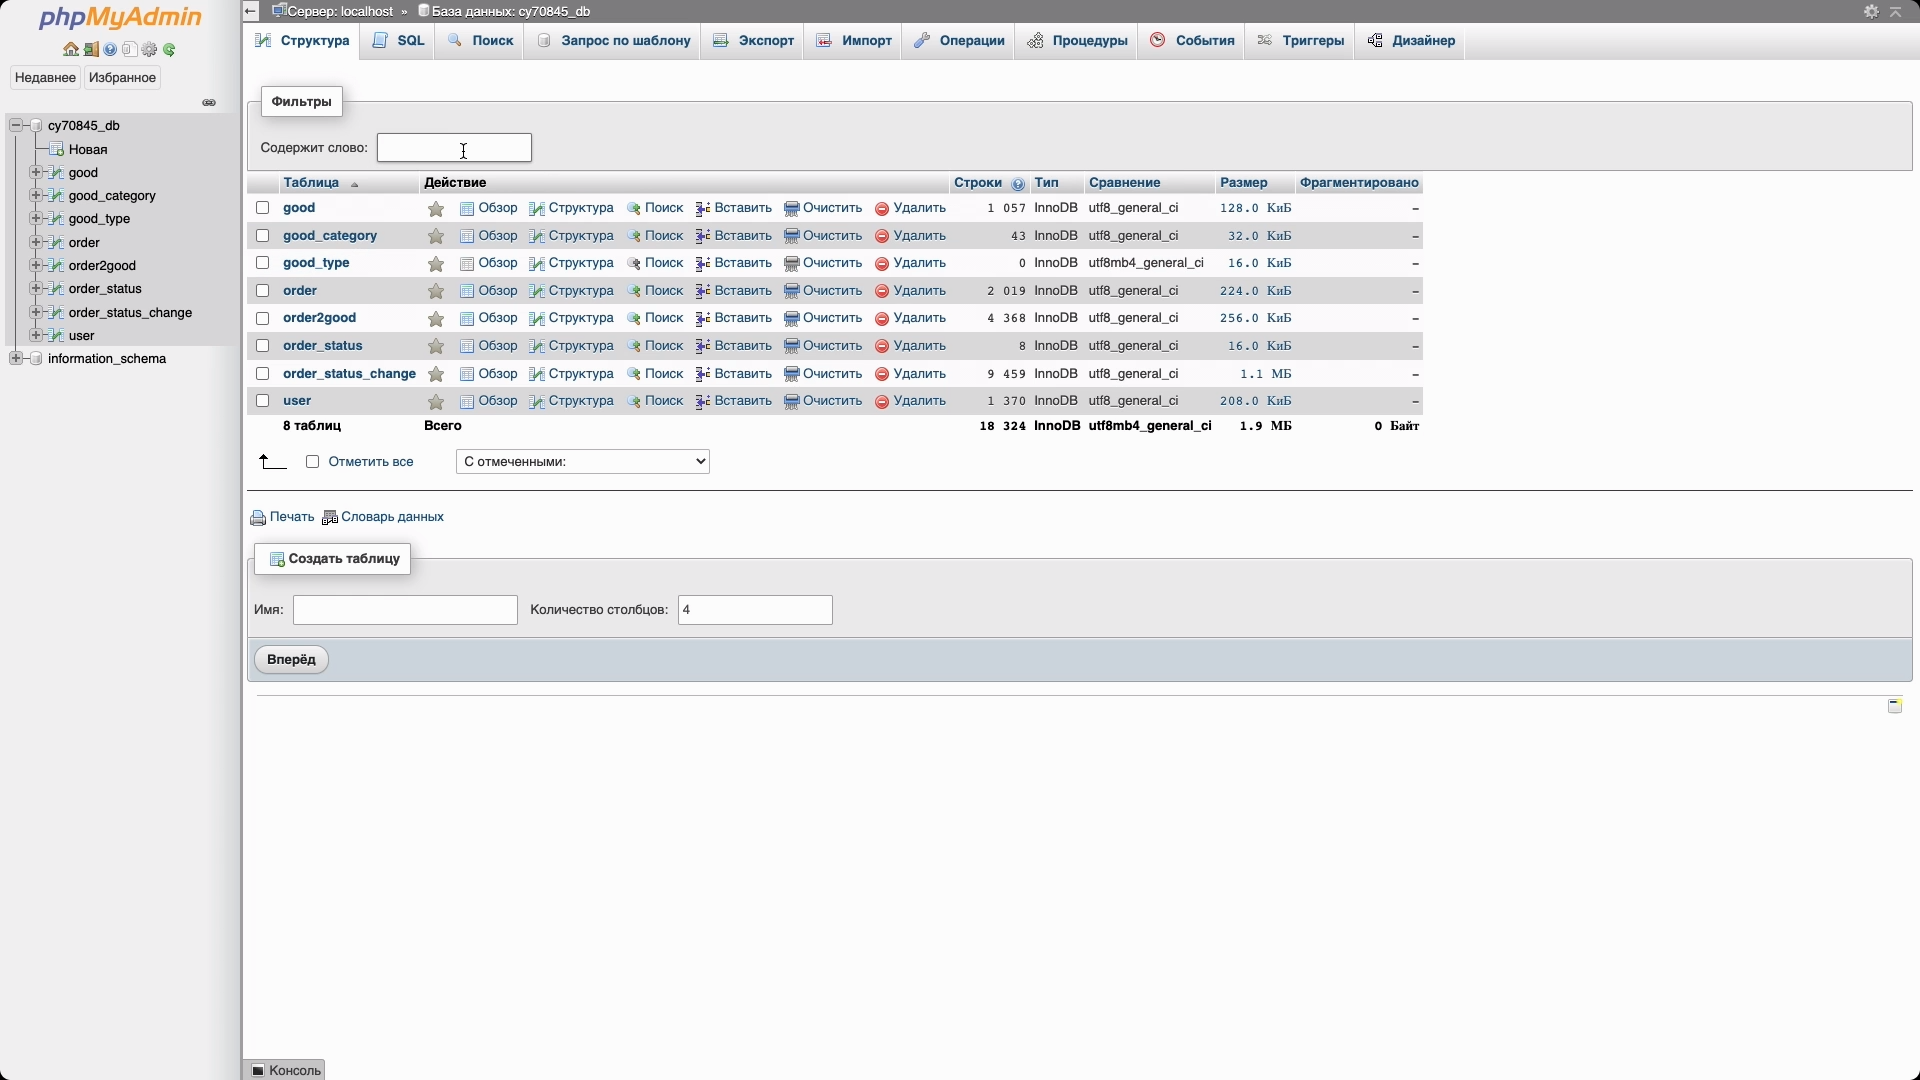 phpMyAdmin
Недавнее Избранное
cy70845_db
Новая
good
good_category
good_type
order
order2good
order_status
order_status_change
user
information_schema
Сервер: localhost » База данных: cy70845_db
Структура SQL Поиск Запрос по шаблону Экспорт Импорт Операции Процедуры События Триггеры Дизайнер
Фильтры
Содержит слово:
Таблица Действие Строки Тип Сравнение Размер Фрагментировано
good Обзор Структура Поиск Вставить Очистить Удалить 1 057 InnoDB utf8_general_ci 128.0 КиБ –
good_category Обзор Структура Поиск Вставить Очистить Удалить 43 InnoDB utf8_general_ci 32.0 КиБ –
good_type Обзор Структура Поиск Вставить Очистить Удалить 0 InnoDB utf8mb4_general_ci 16.0 КиБ –
order Обзор Структура Поиск Вставить Очистить Удалить 2 019 InnoDB utf8_general_ci 224.0 КиБ –
order2good Обзор Структура Поиск Вставить Очистить Удалить 4 368 InnoDB utf8_general_ci 256.0 КиБ –
order_status Обзор Структура Поиск Вставить Очистить Удалить 8 InnoDB utf8_general_ci 16.0 КиБ –
order_status_change Обзор Структура Поиск Вставить Очистить Удалить 9 459 InnoDB utf8_general_ci 1.1 МБ –
user Обзор Структура Поиск Вставить Очистить Удалить 1 370 InnoDB utf8_general_ci 208.0 КиБ –
8 таблиц Всего 18 324 InnoDB utf8mb4_general_ci 1.9 МБ 0 Байт
Отметить все С отмеченными:
Печать Словарь данных
Создать таблицу
Имя: Количество столбцов: 4
Вперёд
Консоль